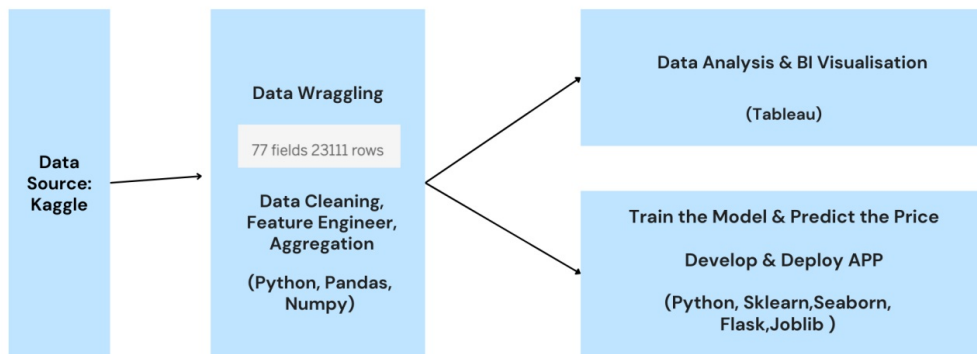 Data
Source:
Kaggle
Data Wraggling
77 fields 23111 rows
Data Cleaning,
Feature Engineer,
Aggregation
(Python, Pandas,
Numpy)
Data Analysis & BI Visualisation
(Tableau)
Train the Model & Predict the Price
Develop & Deploy APP
(Python, Sklearn,Seaborn,
Flask,Joblib )